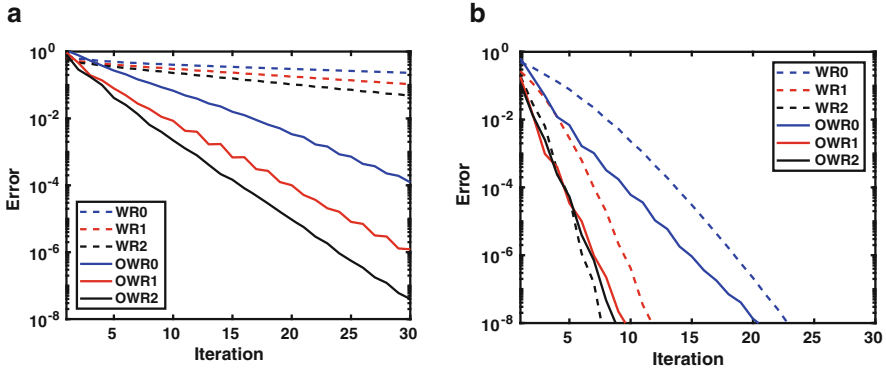 a
10^0
10^-2
10^-4
10^-6
10^-8
Error
5
10
15
20
25
30
Iteration
WR0
WR1
WR2
OWR0
OWR1
OWR2
b
10^0
10^-2
10^-4
10^-6
10^-8
Error
5
10
15
20
25
30
Iteration
WR0
WR1
WR2
OWR0
OWR1
OWR2